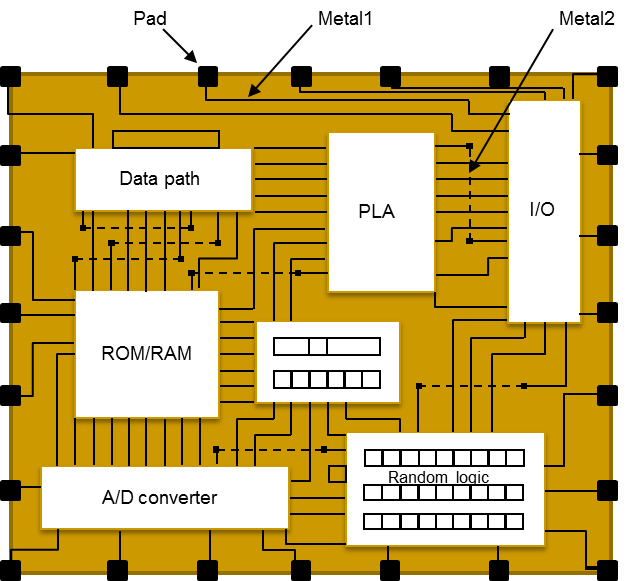 Pad
Metal1
Metal2
Data path
PLA
I/O
ROM/RAM
Random logic
A/D converter